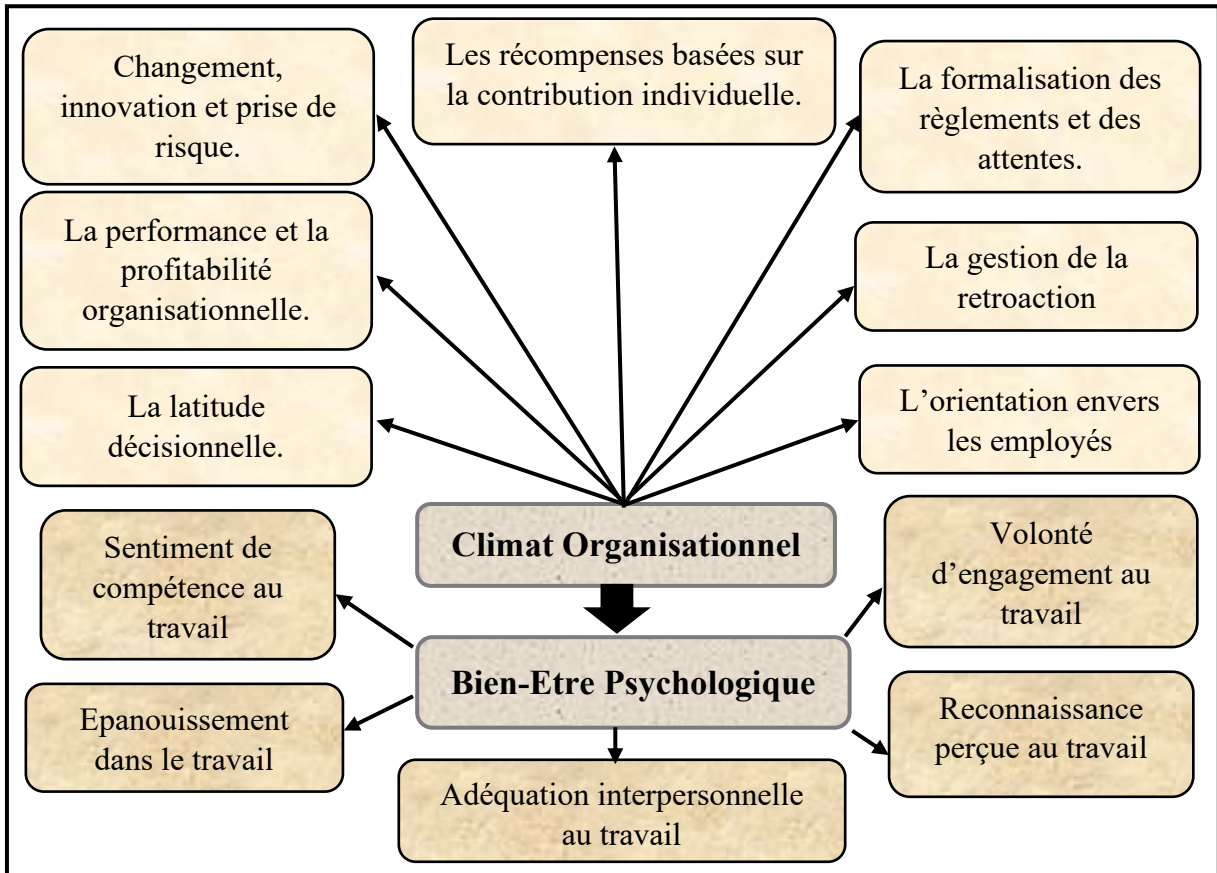 Changement,
innovation et prise de
risque.
Les récompenses basées sur
la contribution individuelle.
La formalisation des
règlements et des
attentes.
La performance et la
profitabilité
organisationnelle.
La gestion de la
retroaction
La latitude
décisionnelle.
L’orientation envers
les employés
Climat Organisationnel
Sentiment de
compétence au
travail
Volonté
d’engagement au
travail
Bien-Etre Psychologique
Epanouissement
dans le travail
Reconnaissance
perçue au travail
Adéquation interpersonnelle
au travail